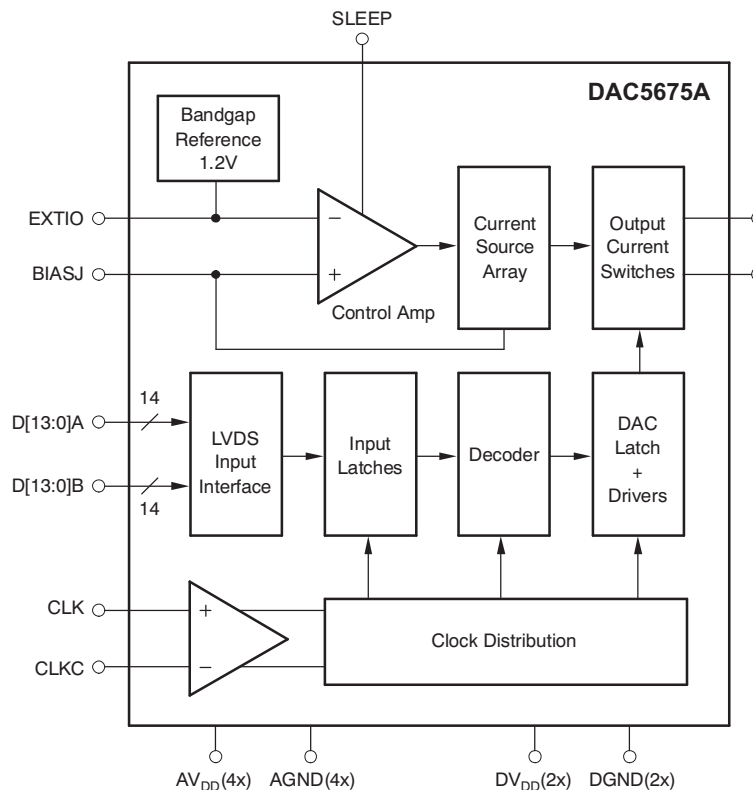 SLEEP
DAC5675A
Bandgap
Reference
1.2V
EXTIO
BIASJ
−
+
Control Amp
Current
Source
Array
Output
Current
Switches
D[13:0]A
14
D[13:0]B
14
LVDS
Input
Interface
Input
Latches
Decoder
DAC
Latch
+
Drivers
CLK
CLKC
+
−
Clock Distribution
AVDD(4x)
AGND(4x)
DVDD(2x)
DGND(2x)